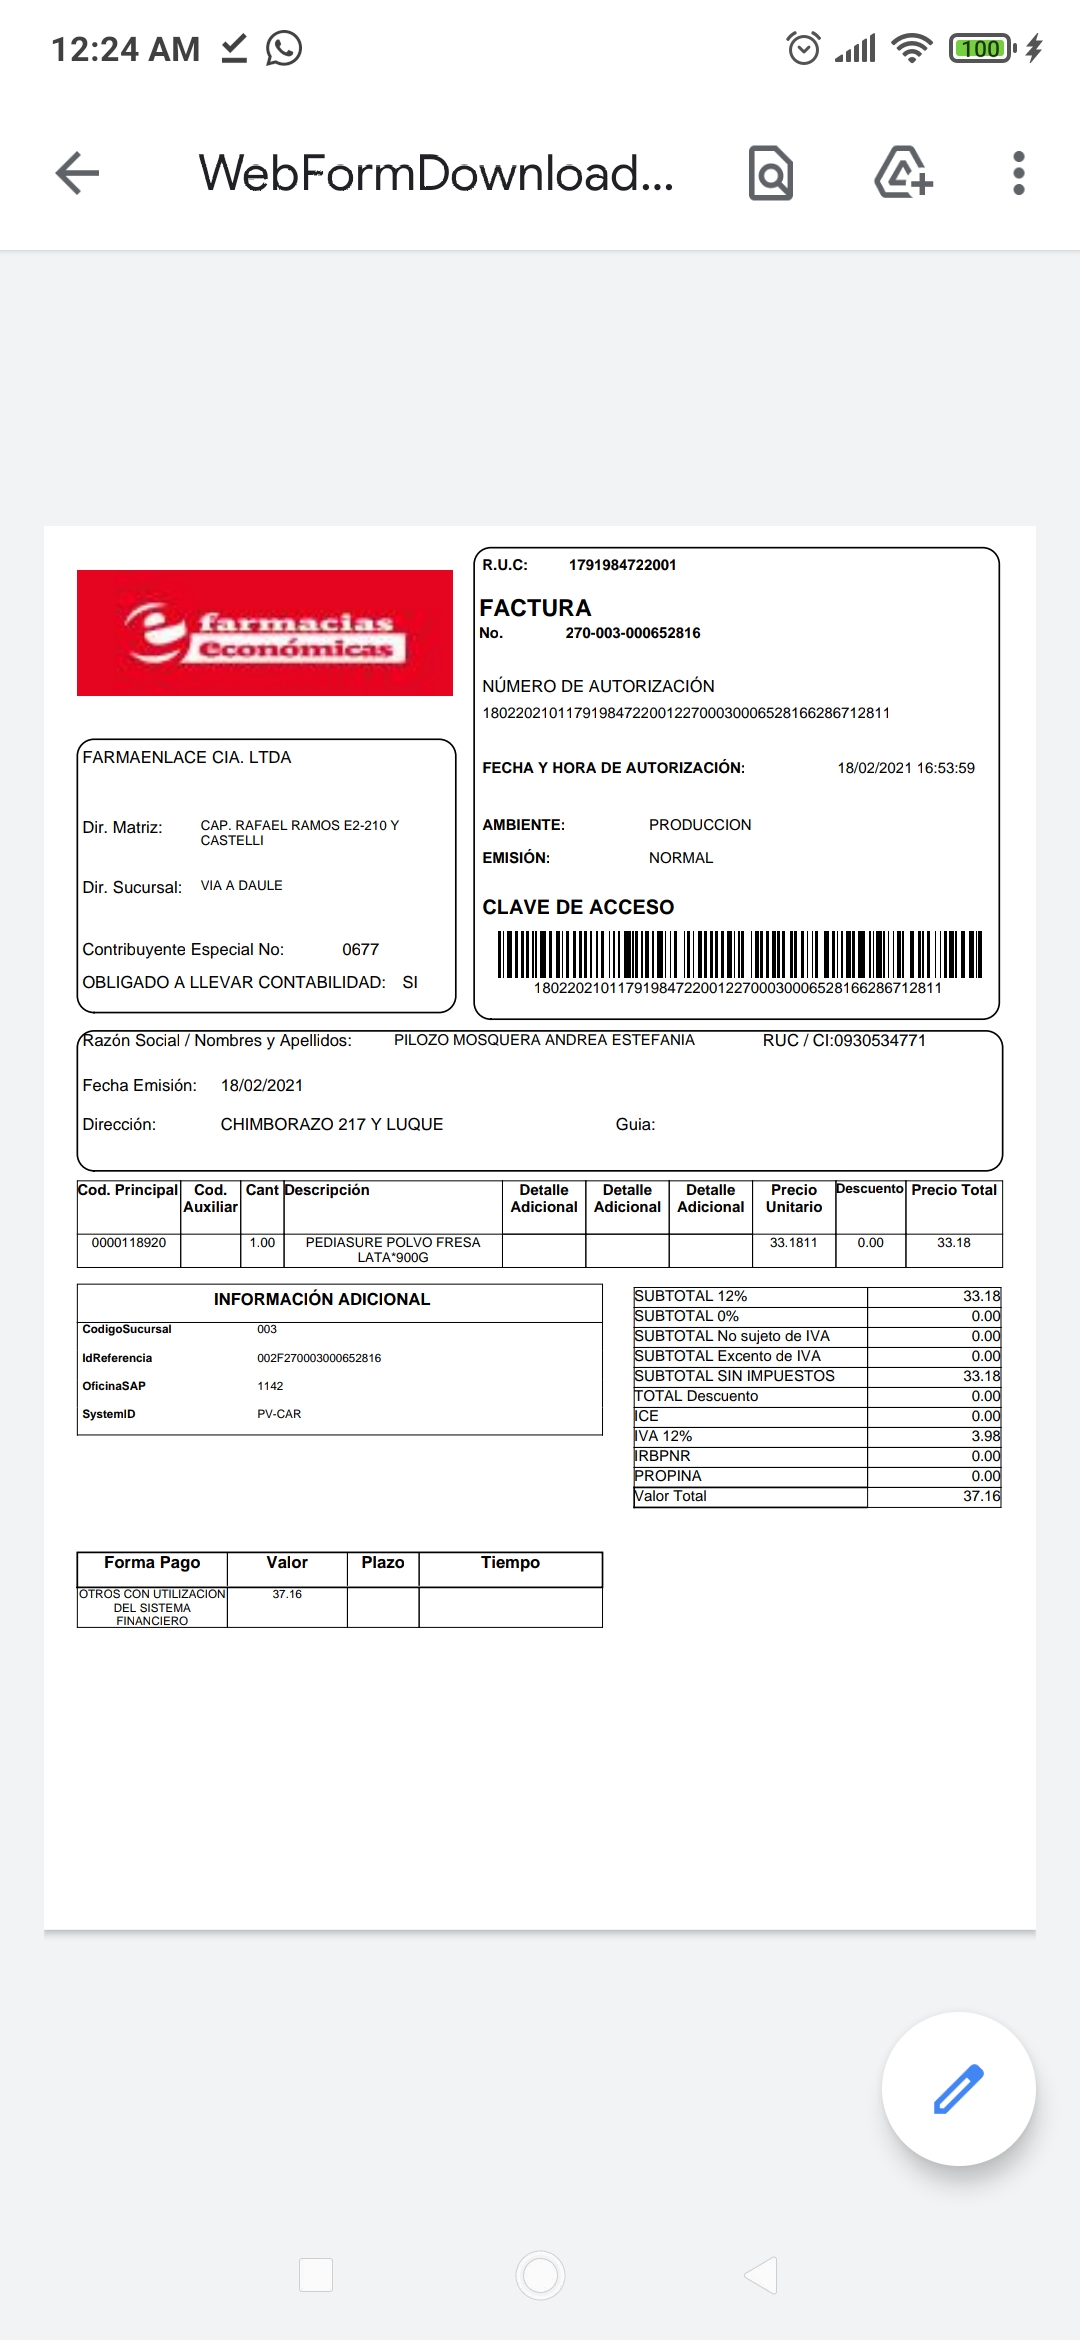 12:24 AM
100
WebFormDownload...
farmacias
económicas
R.U.C: 1791984722001
FACTURA
No. 270-003-000652816
NÚMERO DE AUTORIZACIÓN
1802202101179198472200122700030006528166286712811
FECHA Y HORA DE AUTORIZACIÓN: 18/02/2021 16:53:59
AMBIENTE: PRODUCCION
EMISIÓN: NORMAL
CLAVE DE ACCESO
1802202101179198472200122700030006528166286712811
FARMAENLACE CIA. LTDA
Dir. Matriz: CAP. RAFAEL RAMOS E2-210 Y
CASTELLI
Dir. Sucursal: VIA A DAULE
Contribuyente Especial No: 0677
OBLIGADO A LLEVAR CONTABILIDAD: SI
Razón Social / Nombres y Apellidos: PILOZO MOSQUERA ANDREA ESTEFANIA RUC / CI:0930534771
Fecha Emisión: 18/02/2021
Dirección: CHIMBORAZO 217 Y LUQUE Guia:
Cod. Principal Cod. Auxiliar Cant Descripción Detalle Adicional Detalle Adicional Detalle Adicional Precio Unitario Descuento Precio Total
0000118920 1.00 PEDIASURE POLVO FRESA LATA*900G 33.1811 0.00 33.18
INFORMACIÓN ADICIONAL
CodigoSucursal 003
IdReferencia 002F270003000652816
OficinaSAP 1142
SystemID PV-CAR
SUBTOTAL 12% 33.18
SUBTOTAL 0% 0.00
SUBTOTAL No sujeto de IVA 0.00
SUBTOTAL Excento de IVA 0.00
SUBTOTAL SIN IMPUESTOS 33.18
TOTAL Descuento 0.00
ICE 0.00
IVA 12% 3.98
IRBPNR 0.00
PROPINA 0.00
Valor Total 37.16
Forma Pago Valor Plazo Tiempo
OTROS CON UTILIZACION DEL SISTEMA FINANCIERO 37.16